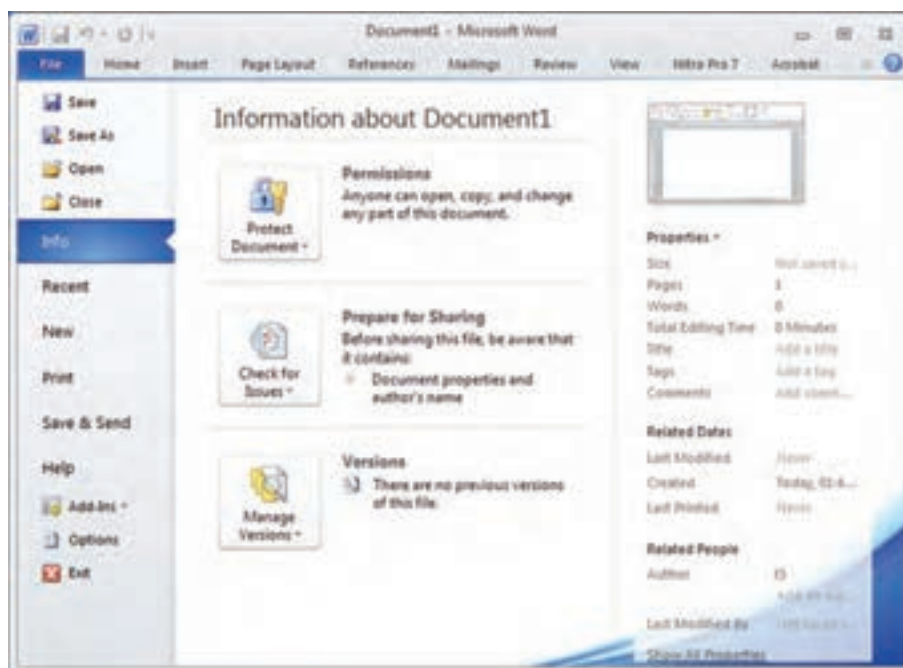 Document1 - Microsoft Word
File Home Insert Page Layout References Mailings Review View Nitro Pro 7 Acrobat
Save
Save As
Open
Close
Info
Recent
New
Print
Save & Send
Help
Add-Ins
Options
Exit
Information about Document1
Protect
Document
Permissions
Anyone can open, copy, and change
any part of this document.
Check for
Issues
Prepare for Sharing
Before sharing this file, be aware that
it contains:
Document properties and
author's name
Manage
Versions
Versions
There are no previous versions
of this file.
Properties
Size Not saved y...
Pages 1
Words 0
Total Editing Time 0 Minutes
Title Add a title
Tags Add a tag
Comments Add
Related Dates
Last Modified Never
Created Today,
Last Printed Never
Related People
Author
Last Modified By
Show All Properties